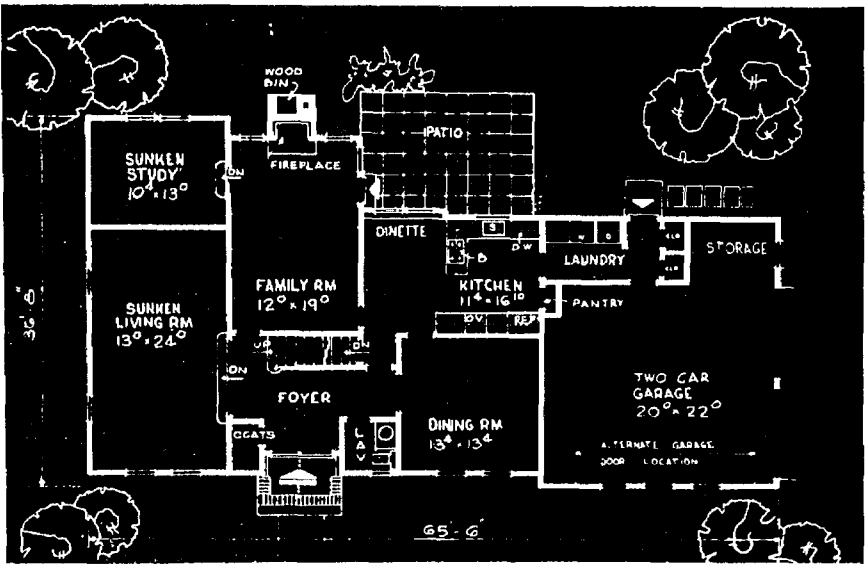 WOOD
BIN
PATIO
SUNKEN
STUDY
10⁴ × 13⁰
DN
FIREPLACE
DINETTE
S
D.W.
B
W
D
LAUNDRY
CLO
CLO
STORAGE
FAMILY RM
12⁰ × 19⁰
KITCHEN
11⁴ × 16¹⁰
PANTRY
SUNKEN
LIVING RM
13⁰ × 24⁰
36'-8"
OV
REF
UP
DN
DN
FOYER
TWO CAR
GARAGE
20⁰ × 22⁰
COATS
LAV
DINING RM
13⁴ × 13⁴
ALTERNATE GARAGE
DOOR LOCATION
65'-6"